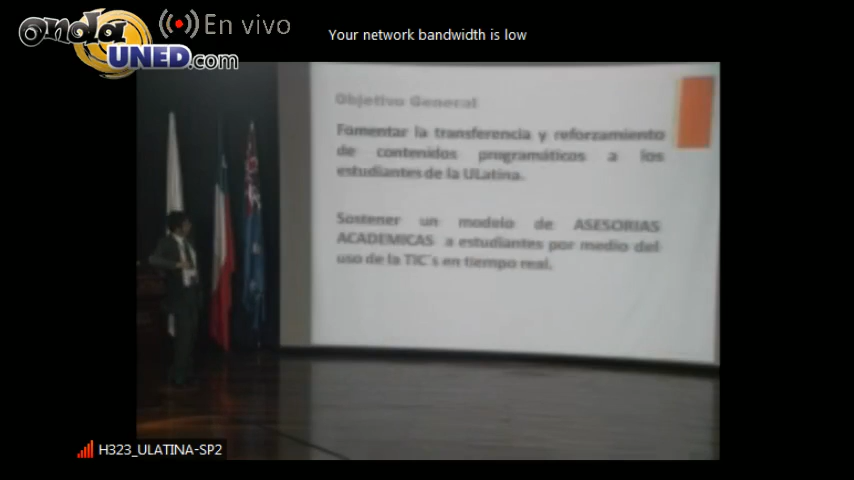 onda UNED.com
En vivo
Your network bandwidth is low
Objetivo General
Fomentar la transferencia y reforzamiento
de contenidos programáticos a los
estudiantes de la ULatina.
Sostener un modelo de ASESORIAS
ACADEMICAS a estudiantes por medio del
uso de la TIC´s en tiempo real.
H323_ULATINA-SP2